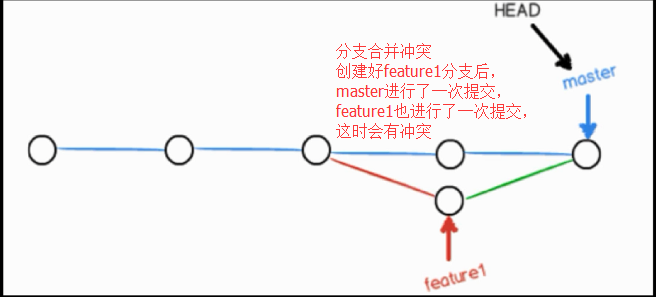 HEAD
master
分支合并冲突
创建好feature1分支后,
master进行了一次提交,
feature1也进行了一次提交,
这时会有冲突
feature1